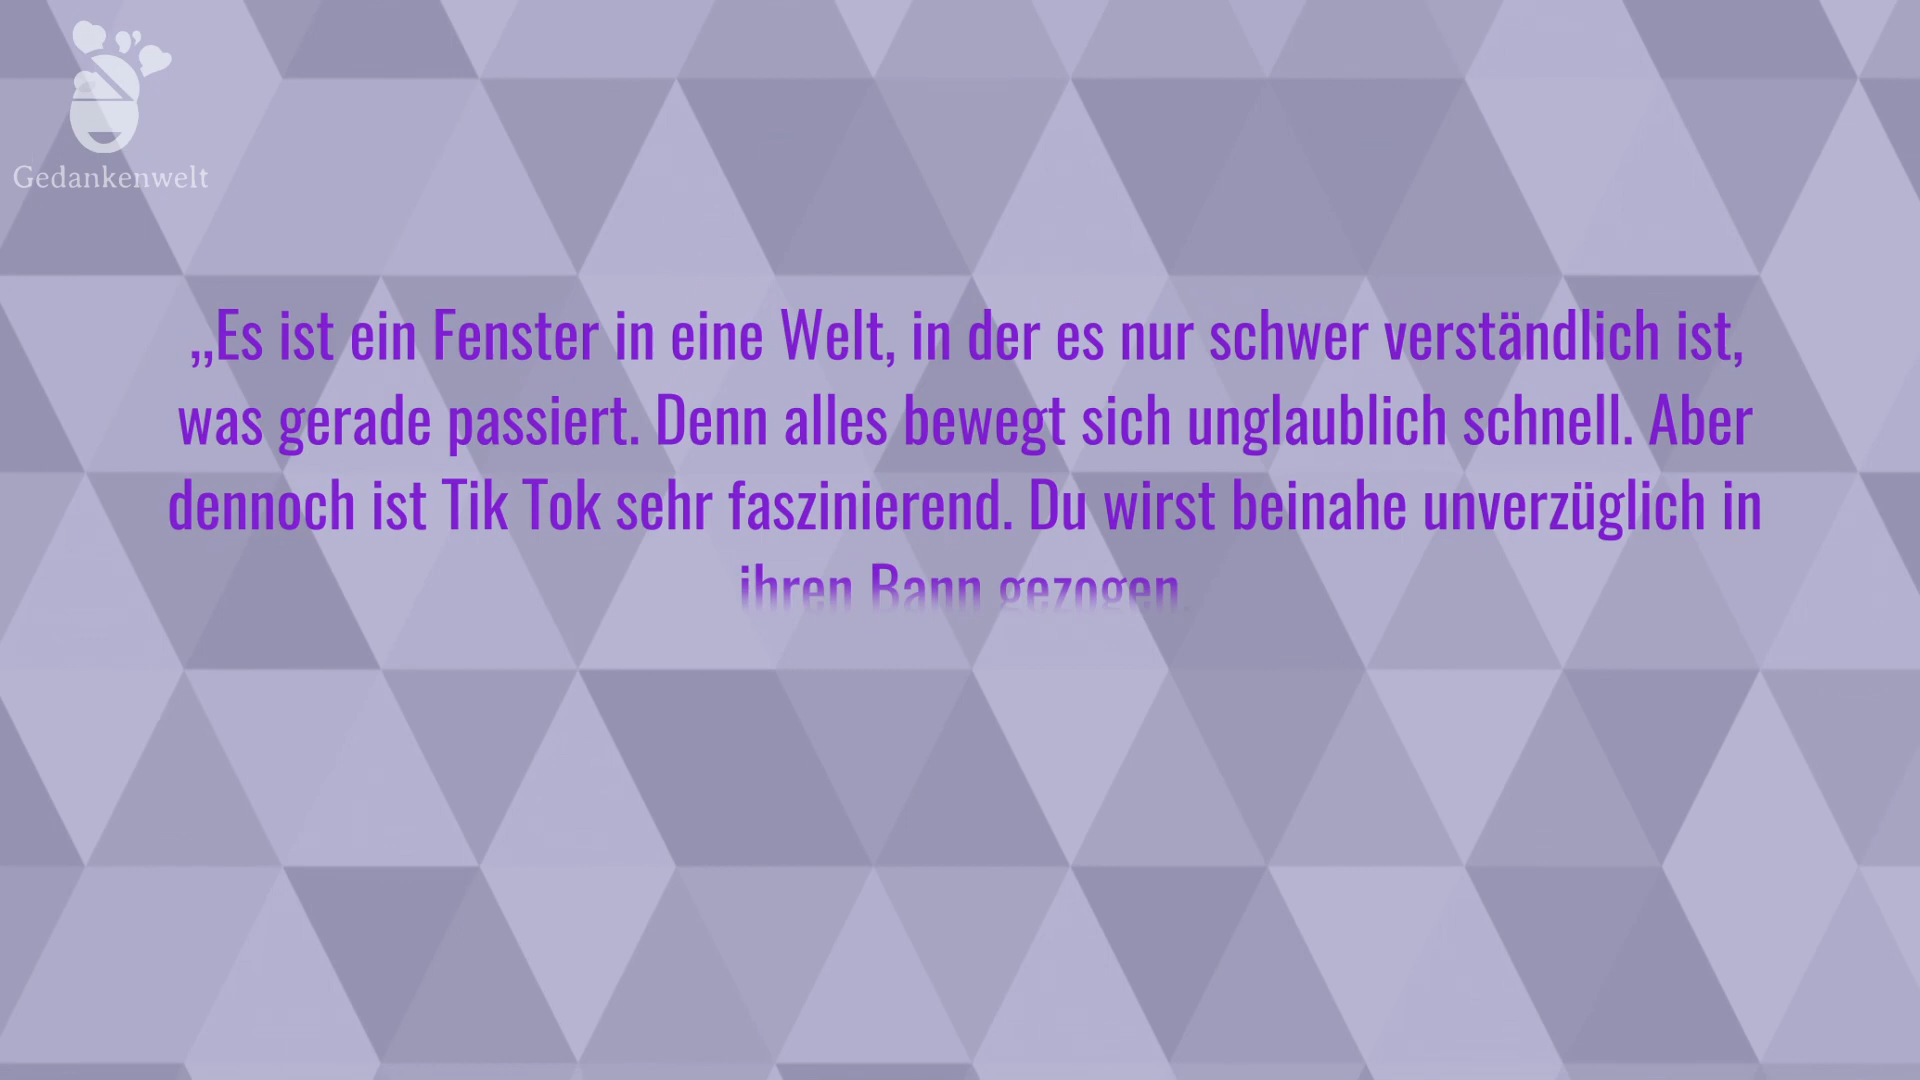 Gedankenwelt
„Es ist ein Fenster in eine Welt, in der es nur schwer verständlich ist,
was gerade passiert. Denn alles bewegt sich unglaublich schnell. Aber
dennoch ist Tik Tok sehr faszinierend. Du wirst beinahe unverzüglich in
ihren Bann gezogen.